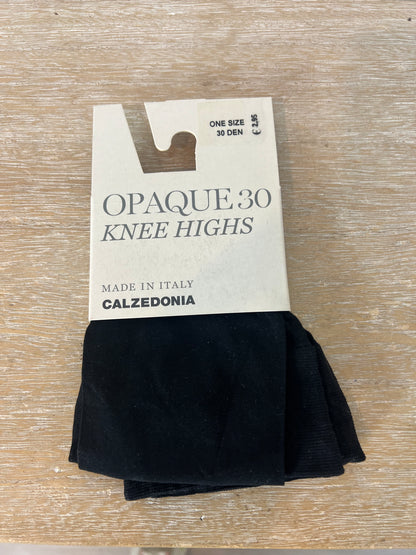 ONE SIZE
30 DEN
€ 2,95
OPAQUE 30
KNEE HIGHS
MADE IN ITALY
CALZEDONIA